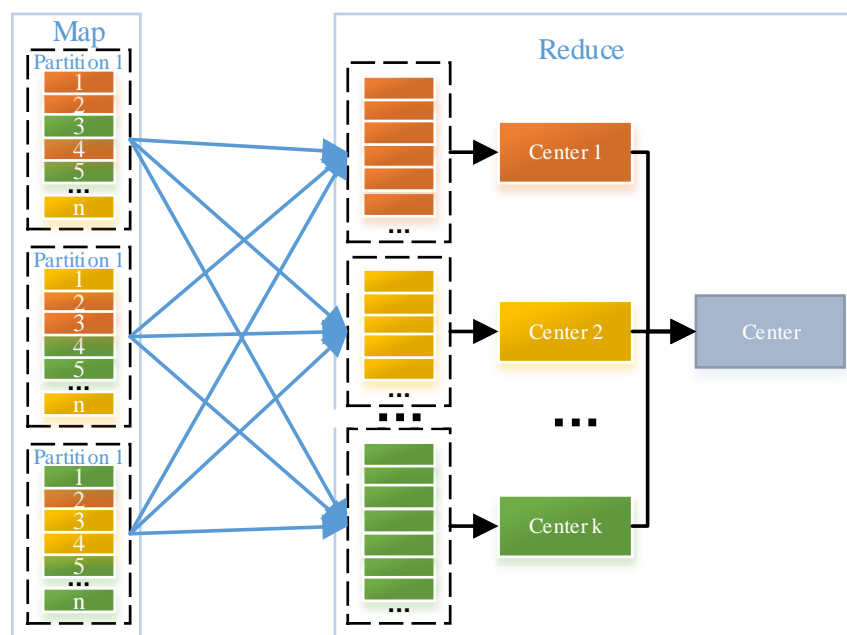 Map
Partition 1
1
2
3
4
5
...
n
Partition 1
1
2
3
4
5
...
n
Partition 1
1
2
3
4
5
...
n
Reduce
...
...
...
...
Center 1
Center 2
...
Center k
Center